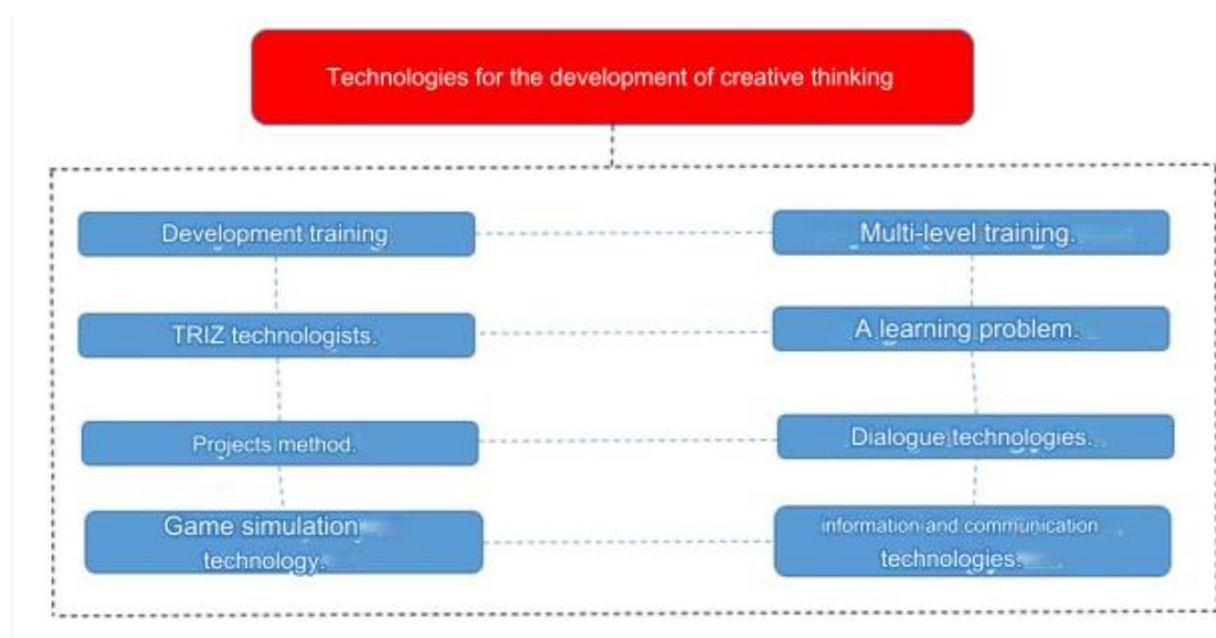 Technologies for the development of creative thinking
Development training
Multi-level training.
TRIZ technologists.
A learning problem.
Projects method.
Dialogue technologies.
Game simulation
technology.
information and communication
technologies.